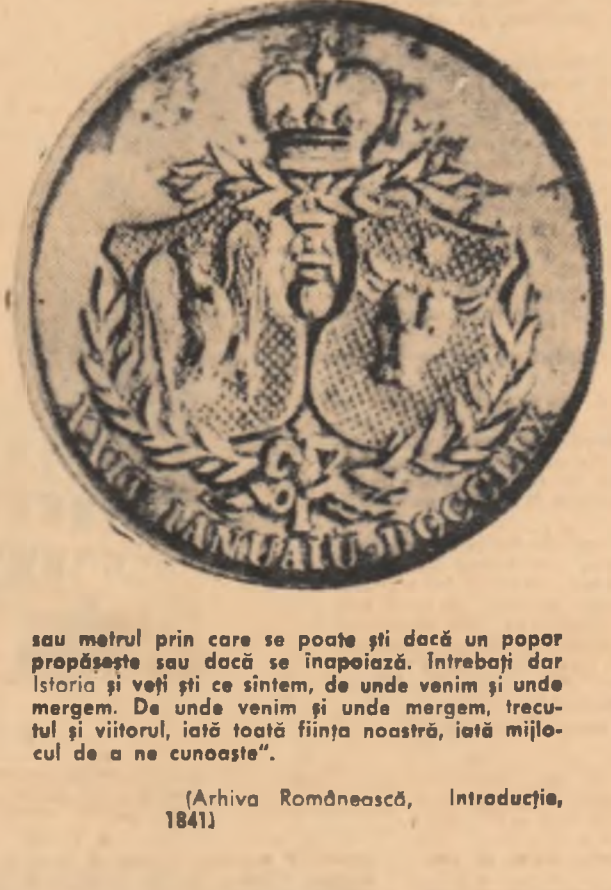 IANUAIU DCCCLIX
sau metrul prin care se poate ști dacă un popor
propășește sau dacă se înapoiază. Întrebați dar
Istoria și veți ști ce sîntem, de unde venim și unde
mergem. De unde venim și unde mergem, trecu-
tul și viitorul, iată toată ființa noastră, iată mijlo-
cul de a ne cunoaște“.
(Arhiva Românească, Introducție,
1841)